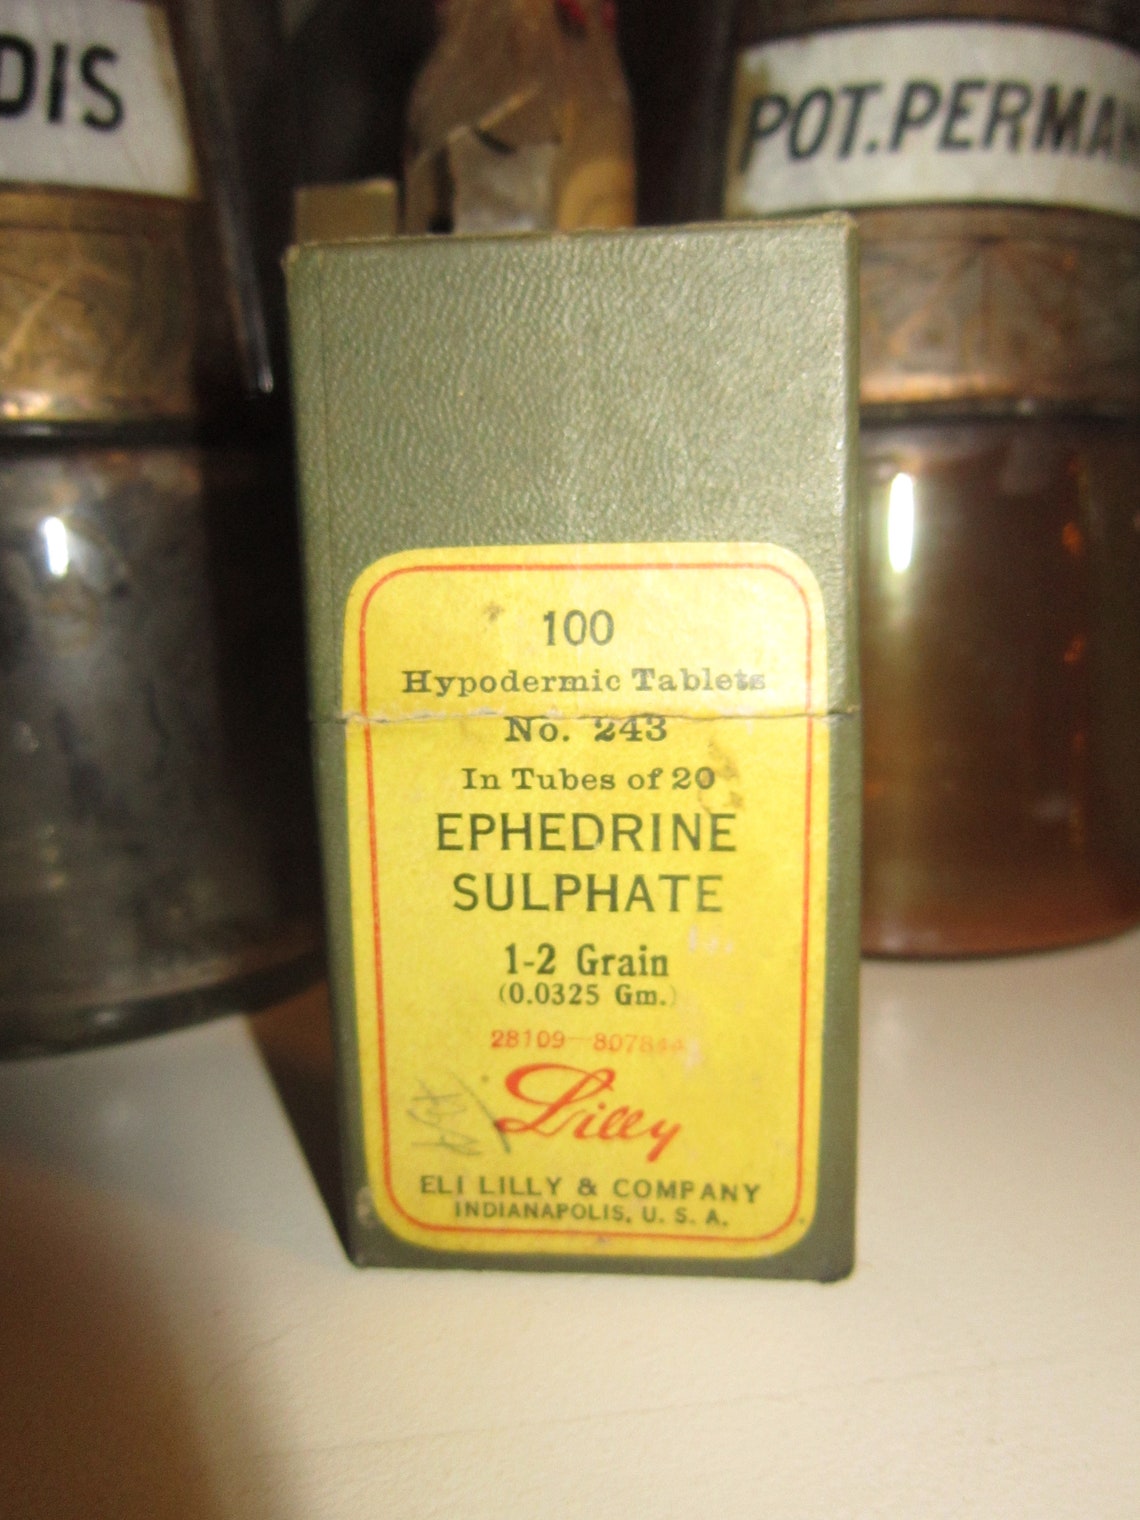 DIS
POT.PERMAN
100
Hypodermic Tablets
No. 243
In Tubes of 20
EPHEDRINE
SULPHATE
1-2 Grain
(0.0325 Gm.)
Lilly
ELI LILLY & COMPANY
INDIANAPOLIS, U. S. A.